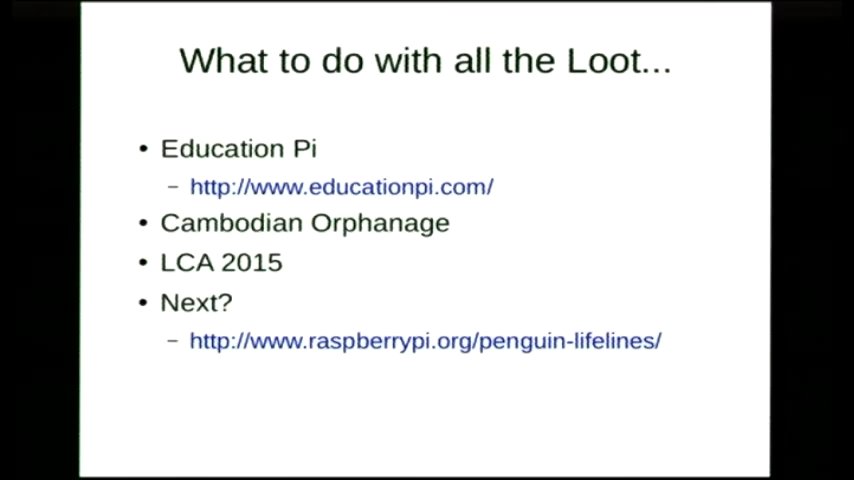 What to do with all the Loot...
• Education Pi
– http://www.educationpi.com/
• Cambodian Orphanage
• LCA 2015
• Next?
– http://www.raspberrypi.org/penguin-lifelines/